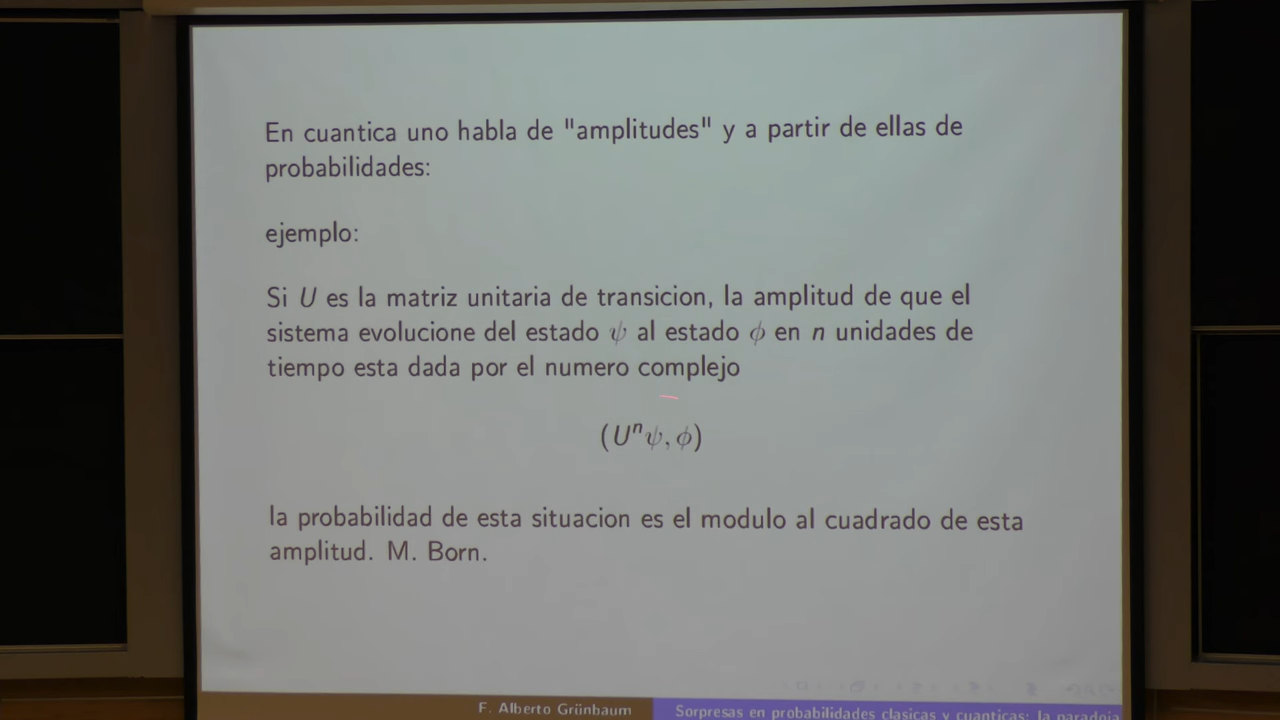 En cuantica uno habla de "amplitudes" y a partir de ellas de
probabilidades:
ejemplo:
Si U es la matriz unitaria de transicion, la amplitud de que el
sistema evolucione del estado ψ al estado ϕ en n unidades de
tiempo esta dada por el numero complejo
(Uⁿψ, ϕ)
la probabilidad de esta situacion es el modulo al cuadrado de esta
amplitud. M. Born.
F. Alberto Grünbaum
Sorpresas en probabilidades clasicas y cuanticas: la paradoja